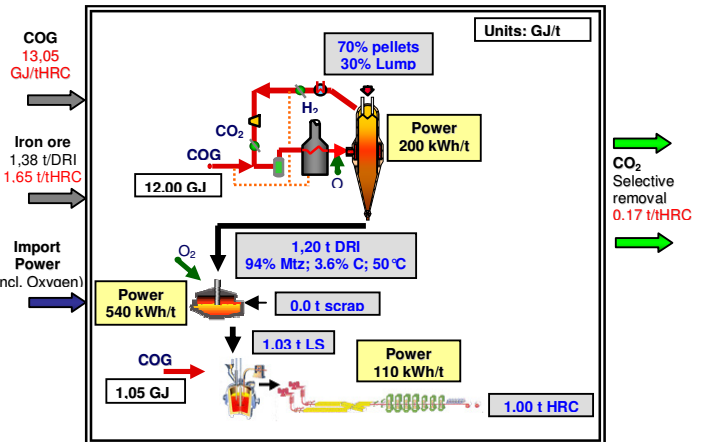 COG
13,05
GJ/tHRC
Iron ore
1,38 t/DRI
1.65 t/tHRC
Import
Power
incl. Oxygen)
Units: GJ/t
70% pellets
30% Lump
H2
CO2
COG
12.00 GJ
Power
200 kWh/t
O
1,20 t DRI
94% Mtz; 3.6% C; 50°C
O2
Power
540 kWh/t
0.0 t scrap
1.03 t LS
COG
1.05 GJ
Power
110 kWh/t
1.00 t HRC
CO2
Selective
removal
0.17 t/tHRC